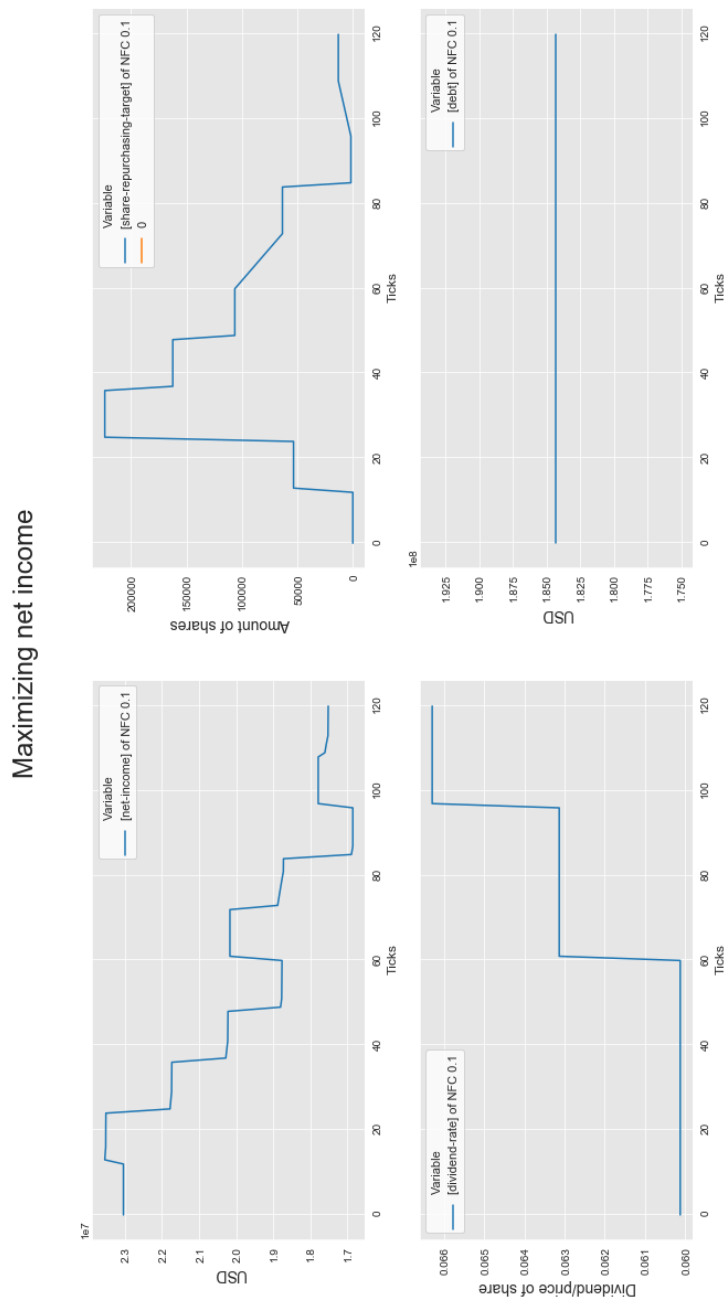 Maximizing net income
1e7
2.3
2.2
2.1
2.0
1.9
1.8
1.7
USD
Variable
[net-income] of NFC 0.1
0
20
40
60
80
100
120
Ticks
200000
150000
100000
50000
0
Amount of shares
Variable
[share-repurchasing-target] of NFC 0.1
0
0
20
40
60
80
100
120
Ticks
0.066
0.065
0.064
0.063
0.062
0.061
0.060
Dividend/price of share
Variable
[dividend-rate] of NFC 0.1
0
20
40
60
80
100
120
Ticks
1e8
1.925
1.900
1.875
1.850
1.825
1.800
1.775
1.750
USD
Variable
[debt] of NFC 0.1
0
20
40
60
80
100
120
Ticks